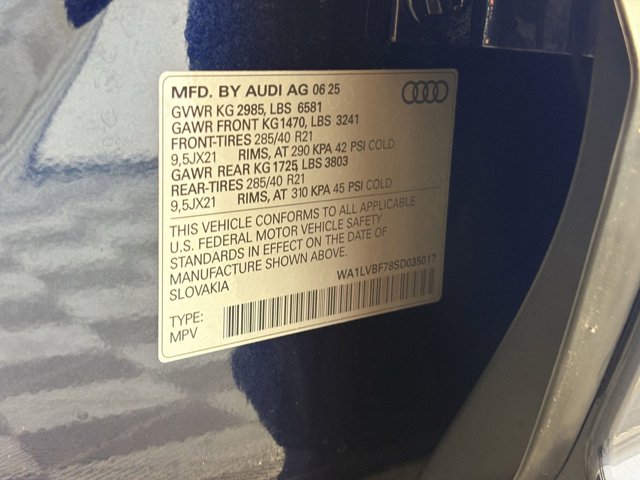 MFD. BY AUDI AG 06 25
GVWR KG 2985, LBS 6581
GAWR FRONT KG1470, LBS 3241
FRONT-TIRES 285/40 R21
9,5JX21 RIMS, AT 290 KPA 42 PSI COLD
GAWR REAR KG 1725, LBS 3803
REAR-TIRES 285/40 R21
9,5JX21 RIMS, AT 310 KPA 45 PSI COLD
THIS VEHICLE CONFORMS TO ALL APPLICABLE
U.S. FEDERAL MOTOR VEHICLE SAFETY
STANDARDS IN EFFECT ON THE DATE OF
MANUFACTURE SHOWN ABOVE.
SLOVAKIA WA1LVBF78SD035017
TYPE:
MPV